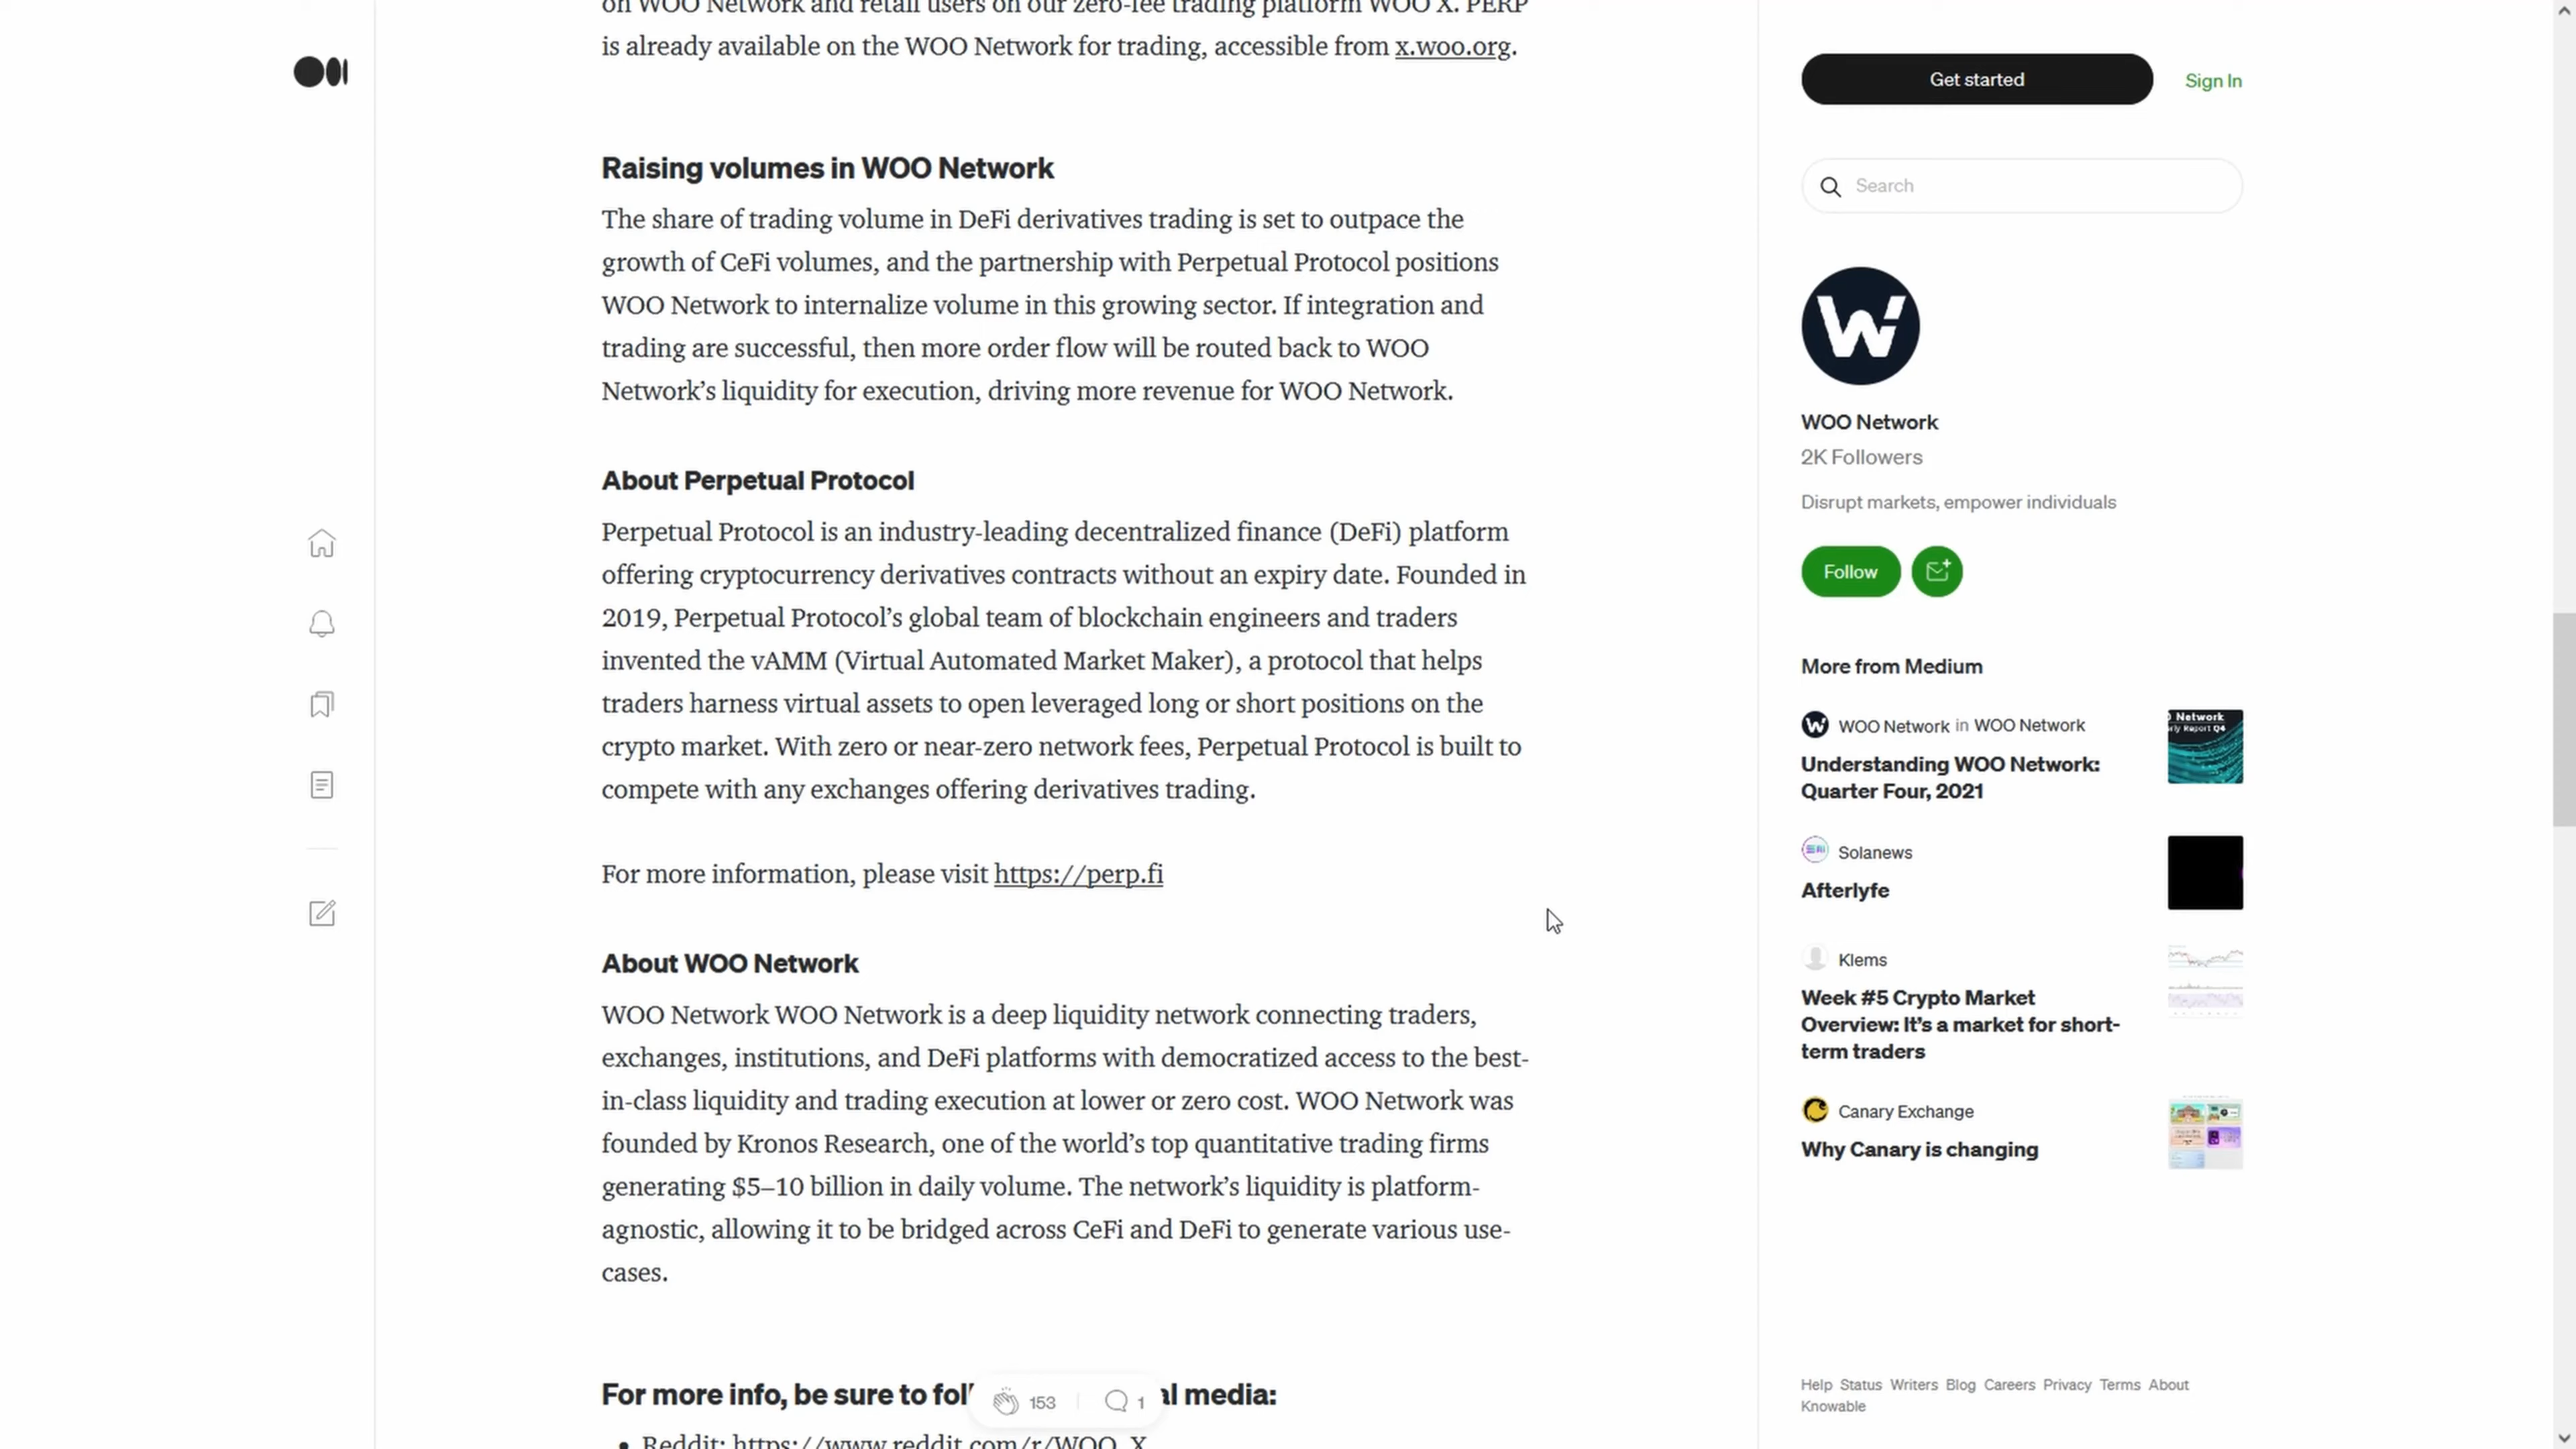 on WOO Network and retail users on our zero-fee trading platform WOO X. PERP
is already available on the WOO Network for trading, accessible from x.woo.org.
Raising volumes in WOO Network
The share of trading volume in DeFi derivatives trading is set to outpace the
growth of CeFi volumes, and the partnership with Perpetual Protocol positions
WOO Network to internalize volume in this growing sector. If integration and
trading are successful, then more order flow will be routed back to WOO
Network's liquidity for execution, driving more revenue for WOO Network.
About Perpetual Protocol
Perpetual Protocol is an industry-leading decentralized finance (DeFi) platform
offering cryptocurrency derivatives contracts without an expiry date. Founded in
2019, Perpetual Protocol's global team of blockchain engineers and traders
invented the vAMM (Virtual Automated Market Maker), a protocol that helps
traders harness virtual assets to open leveraged long or short positions on the
crypto market. With zero or near-zero network fees, Perpetual Protocol is built to
compete with any exchanges offering derivatives trading.
For more information, please visit https://perp.fi
About WOO Network
WOO Network WOO Network is a deep liquidity network connecting traders,
exchanges, institutions, and DeFi platforms with democratized access to the best-
in-class liquidity and trading execution at lower or zero cost. WOO Network was
founded by Kronos Research, one of the world's top quantitative trading firms
generating $5–10 billion in daily volume. The network's liquidity is platform-
agnostic, allowing it to be bridged across CeFi and DeFi to generate various use-
cases.
For more info, be sure to fol al media:
153 1
Reddit: https://www.reddit.com/r/WOO_X
Get started Sign In
Search
WOO Network
2K Followers
Disrupt markets, empower individuals
Follow
More from Medium
WOO Network in WOO Network
Understanding WOO Network:
Quarter Four, 2021
Network
rly Report Q4
Solanews
Afterlyfe
Klems
Week #5 Crypto Market
Overview: It's a market for short-
term traders
Canary Exchange
Why Canary is changing
Help Status Writers Blog Careers Privacy Terms About
Knowable